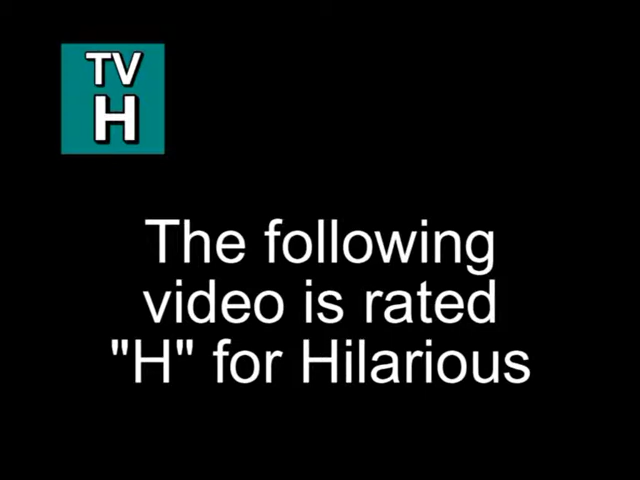 TV
H
The following
video is rated
"H" for Hilarious